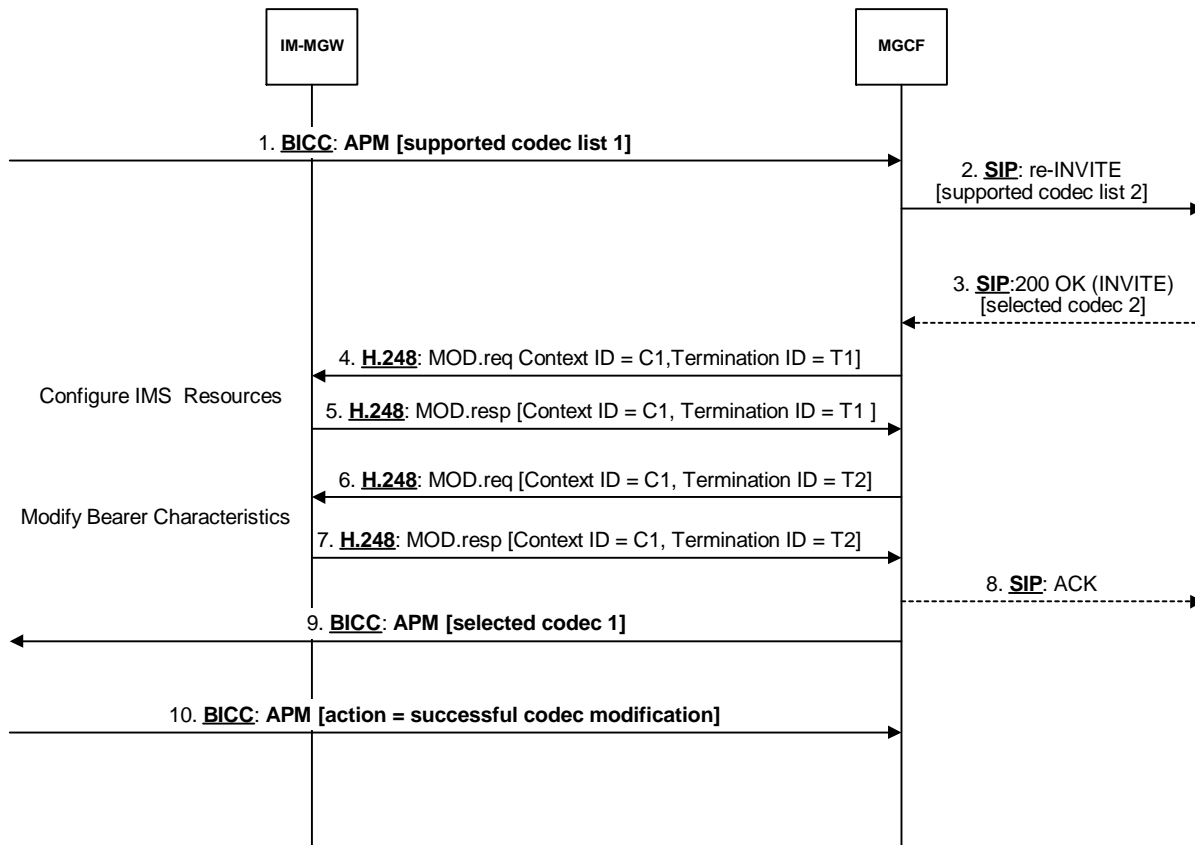 IM-MGW
MGCF
1. BICC: APM [supported codec list 1]
2. SIP: re-INVITE
[supported codec list 2]
3. SIP:200 OK (INVITE)
[selected codec 2]
4. H.248: MOD.req Context ID = C1,Termination ID = T1]
Configure IMS Resources
5. H.248: MOD.resp [Context ID = C1, Termination ID = T1 ]
6. H.248: MOD.req [Context ID = C1, Termination ID = T2]
Modify Bearer Characteristics
7. H.248: MOD.resp [Context ID = C1, Termination ID = T2]
8. SIP: ACK
9. BICC: APM [selected codec 1]
10. BICC: APM [action = successful codec modification]